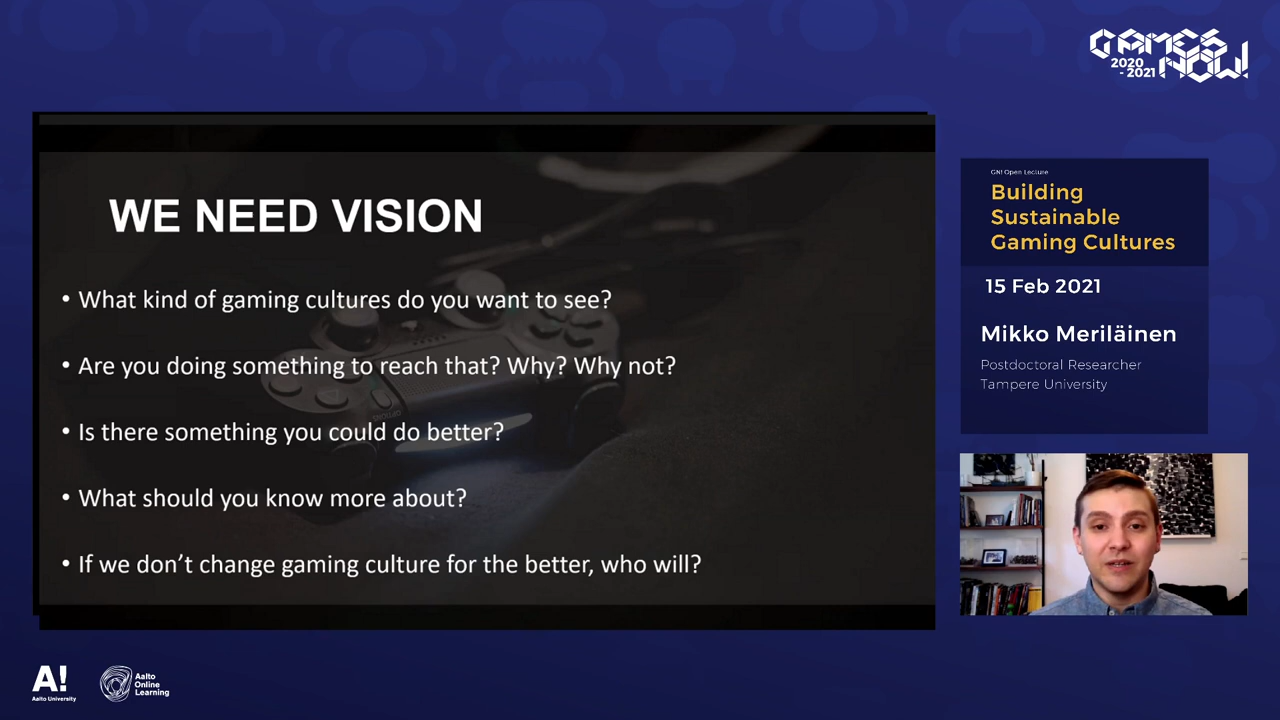 GAMES
2020
- 2021 NOW!
WE NEED VISION
• What kind of gaming cultures do you want to see?
• Are you doing something to reach that? Why? Why not?
• Is there something you could do better?
• What should you know more about?
• If we don’t change gaming culture for the better, who will?
GN! Open Lecture
Building
Sustainable
Gaming Cultures
15 Feb 2021
Mikko Meriläinen
Postdoctoral Researcher
Tampere University
OPTIONS
A!
Aalto University
Aalto
Online
Learning